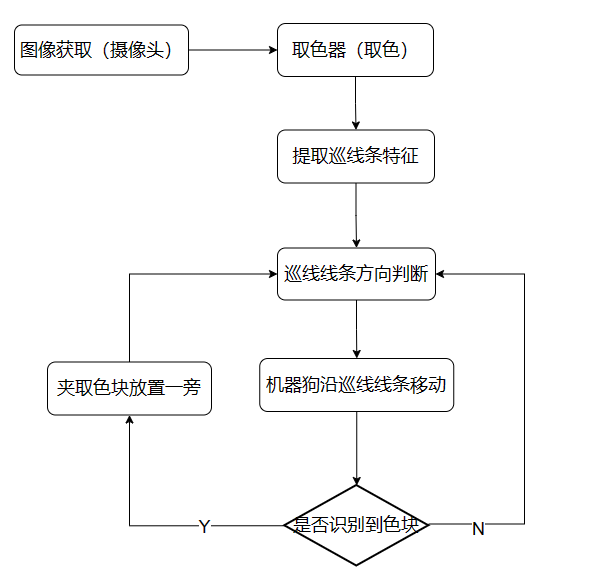 图像获取（摄像头）
取色器（取色）
提取巡线条特征
巡线线条方向判断
夹取色块放置一旁
机器狗沿巡线线条移动
是否识别到色块
Y
N